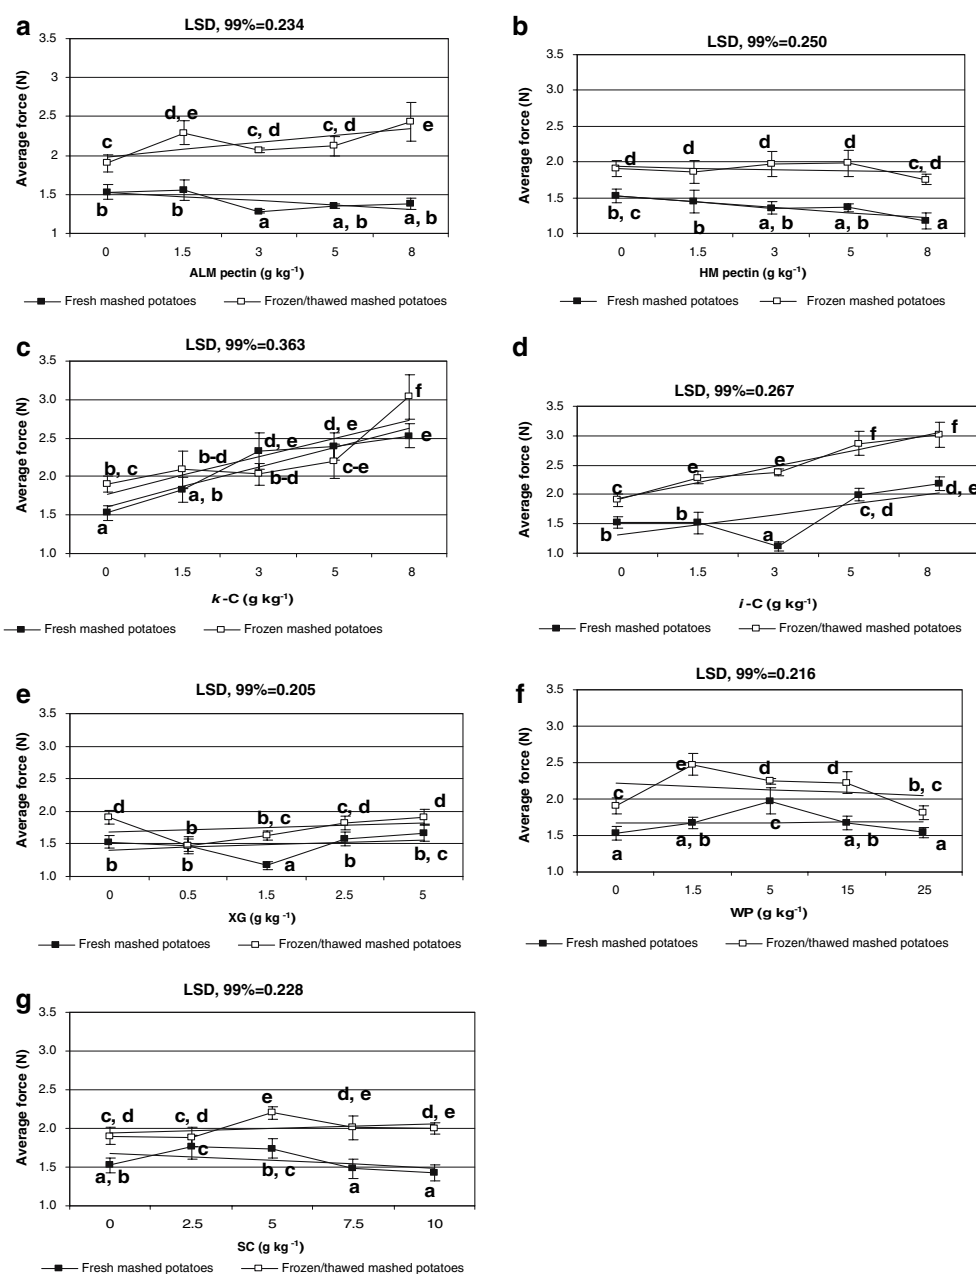 a
LSD, 99%=0.234
Average force (N)
3.5
3
2.5
2
1.5
1
c
d, e
c, d
c, d
e
b
b
a
a, b
a, b
0 1.5 3 5 8
ALM pectin (g kg-1)
Fresh mashed potatoes Frozen/thawed mashed potatoes
b
LSD, 99%=0.250
Average force (N)
3.5
3.0
2.5
2.0
1.5
1.0
d
d
d
d
c, d
b, c
b
a, b
a, b
a
0 1.5 3 5 8
HM pectin (g kg-1)
Fresh mashed potatoes Frozen mashed potatoes
c
LSD, 99%=0.363
Average force (N)
3.5
3.0
2.5
2.0
1.5
1.0
b, c
b-d
d, e
d, e
f
a
a, b
b-d
c-e
e
0 1.5 3 5 8
k-C (g kg-1)
Fresh mashed potatoes Frozen mashed potatoes
d
LSD, 99%=0.267
Average force (N)
3.5
3.0
2.5
2.0
1.5
1.0
c
e
e
f
f
b
b
a
c, d
d, e
0 1.5 3 5 8
i-C (g kg-1)
Fresh mashed potatoes Frozen/thawed mashed potatoes
e
LSD, 99%=0.205
Average force (N)
3.5
3.0
2.5
2.0
1.5
1.0
d
b
b, c
c, d
d
b
b
a
b
b, c
0 0.5 1.5 2.5 5
XG (g kg-1)
Fresh mashed potatoes Frozen/thawed mashed potatoes
f
LSD, 99%=0.216
Average force (N)
3.5
3.0
2.5
2.0
1.5
1.0
c
e
d
d
b, c
a
a, b
c
a, b
a
0 1.5 5 15 25
WP (g kg-1)
Fresh mashed potatoes Frozen/thawed mashed potatoes
g
LSD, 99%=0.228
Average force (N)
3.5
3.0
2.5
2.0
1.5
1.0
c, d
c, d
e
d, e
d, e
a, b
c
b, c
a
a
0 2.5 5 7.5 10
SC (g kg-1)
Fresh mashed potatoes Frozen/thawed mashed potatoes